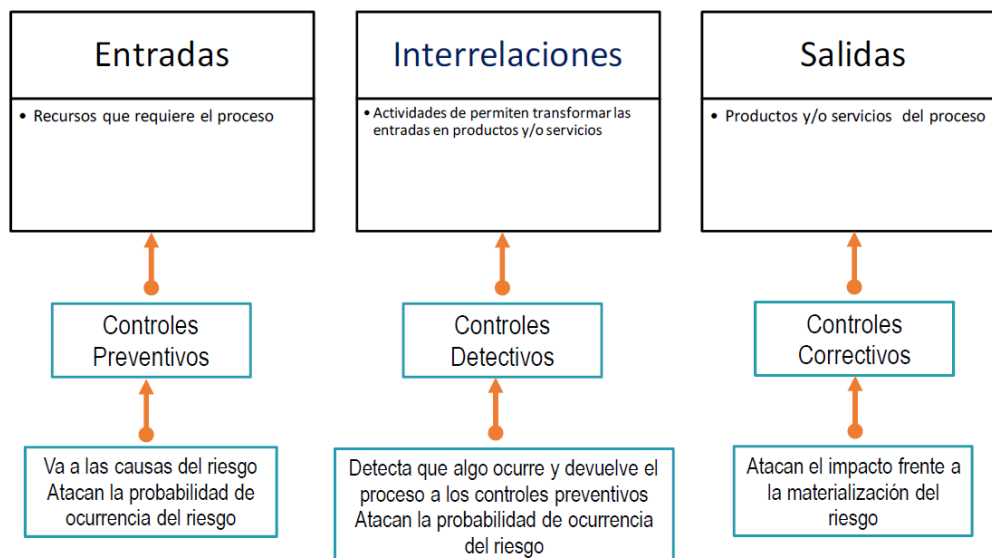 Entradas
• Recursos que requiere el proceso
Interrelaciones
• Actividades de permiten transformar las
entradas en productos y/o servicios
Salidas
• Productos y/o servicios del proceso
Controles
Preventivos
Controles
Detectivos
Controles
Correctivos
Va a las causas del riesgo
Atacan la probabilidad de
ocurrencia del riesgo
Detecta que algo ocurre y devuelve el
proceso a los controles preventivos
Atacan la probabilidad de ocurrencia
del riesgo
Atacan el impacto frente a
la materialización del
riesgo